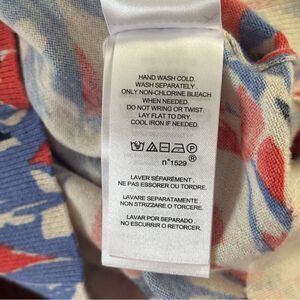 HAND WASH COLD.
WASH SEPARATELY
ONLY NON-CHLORINE BLEACH
WHEN NEEDED.
DO NOT WRING OR TWIST.
LAY FLAT TO DRY.
COOL IRON IF NEEDED.
®
n°1529
LAVER SÉPARÉMENT.
NE PAS ESSORER OU TORDRE.
LAVARE SEPARATAMENTE
NON STRIZZARE O TORCERE.
LAVAR POR SEPARADO
NO ESCURRIR O RETORCER.